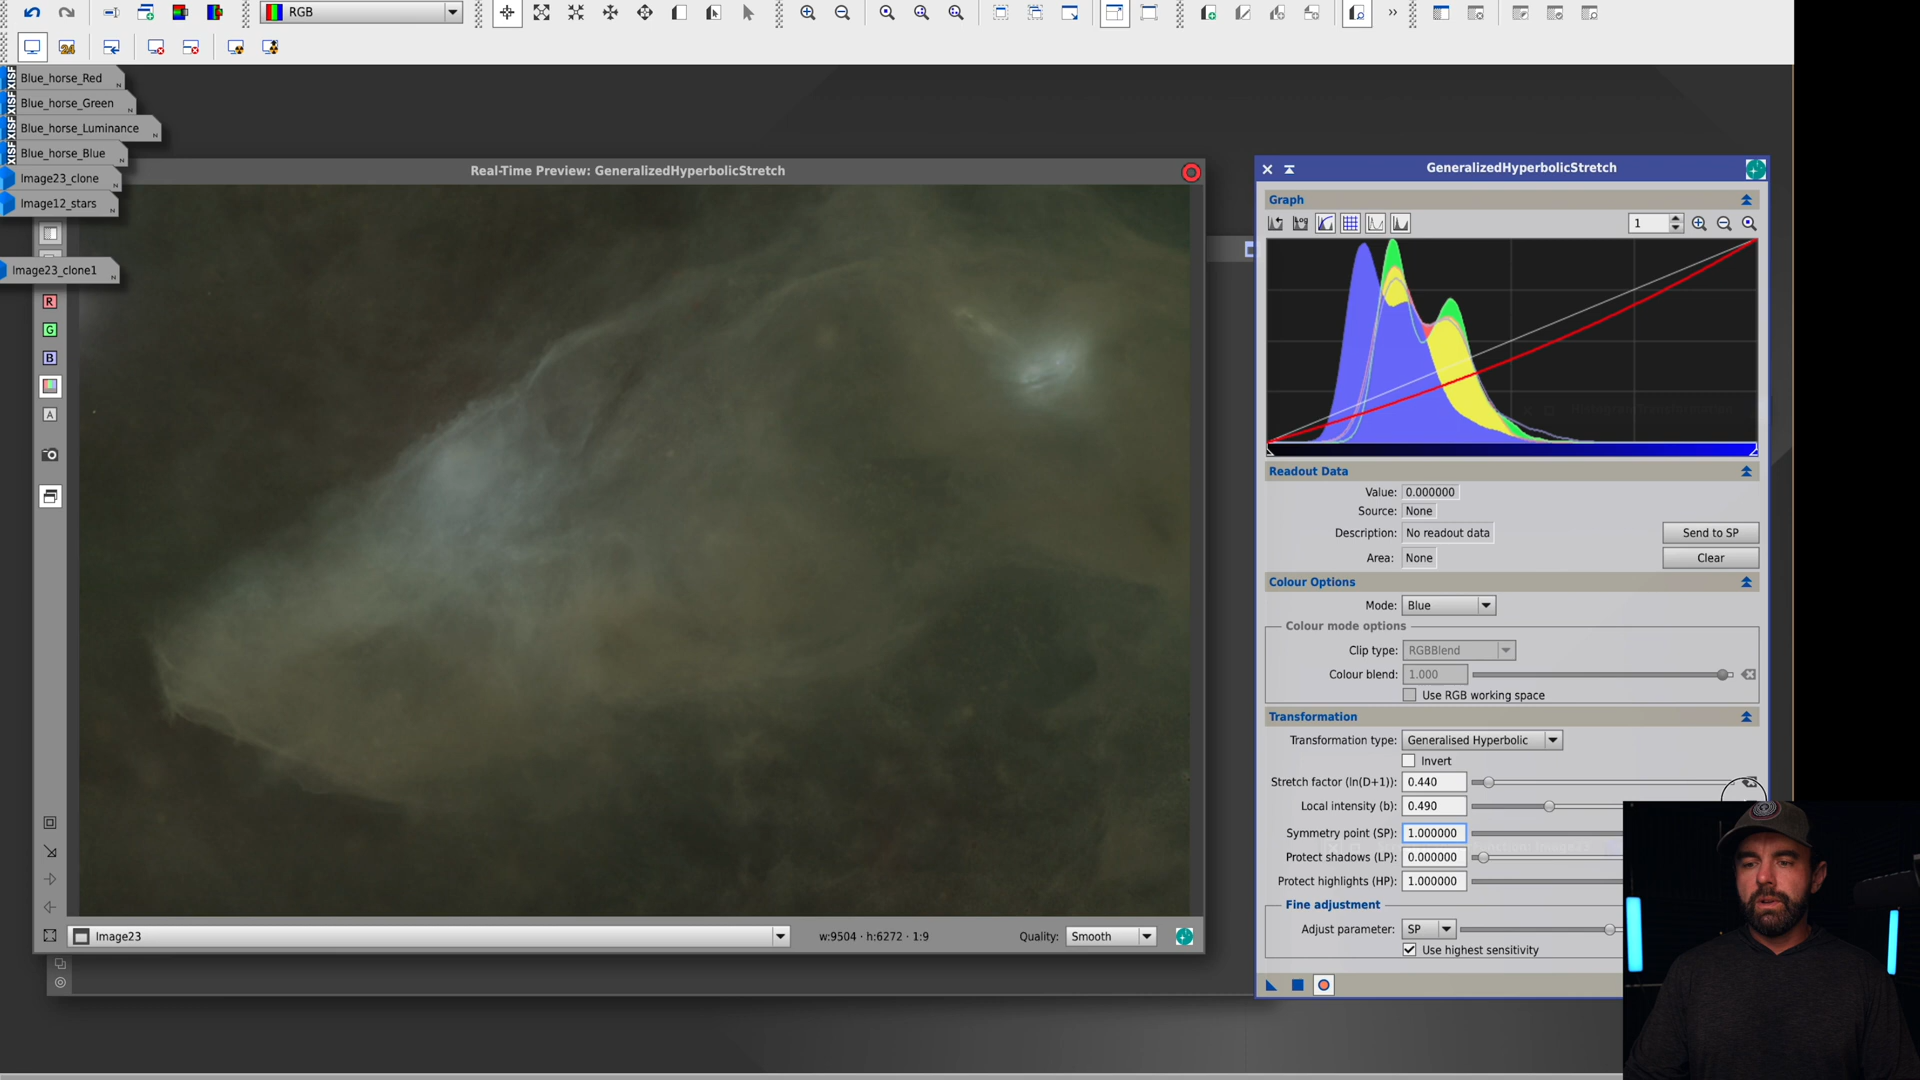 RGB
Blue_horse_Red
Blue_horse_Green
Blue_horse_Luminance
Blue_horse_Blue
Image23_clone
Image12_stars
Image23_clone1
XISF XISF XISF XISF
N
N
N
N
N
N
N
R
G
B
A
Real-Time Preview: GeneralizedHyperbolicStretch
Image23
w:9504 · h:6272 · 1:9
Quality: Smooth
GeneralizedHyperbolicStretch
Graph
Log
1
Readout Data
Value: 0.000000
Source: None
Description: No readout data
Send to SP
Area: None
Clear
Colour Options
Mode: Blue
Colour mode options
Clip type: RGBBlend
Colour blend: 1.000
Use RGB working space
Transformation
Transformation type: Generalised Hyperbolic
Invert
Stretch factor (ln(D+1)): 0.440
Local intensity (b): 0.490
Symmetry point (SP): 1.000000
Protect shadows (LP): 0.000000
Protect highlights (HP): 1.000000
Fine adjustment
Adjust parameter: SP
Use highest sensitivity